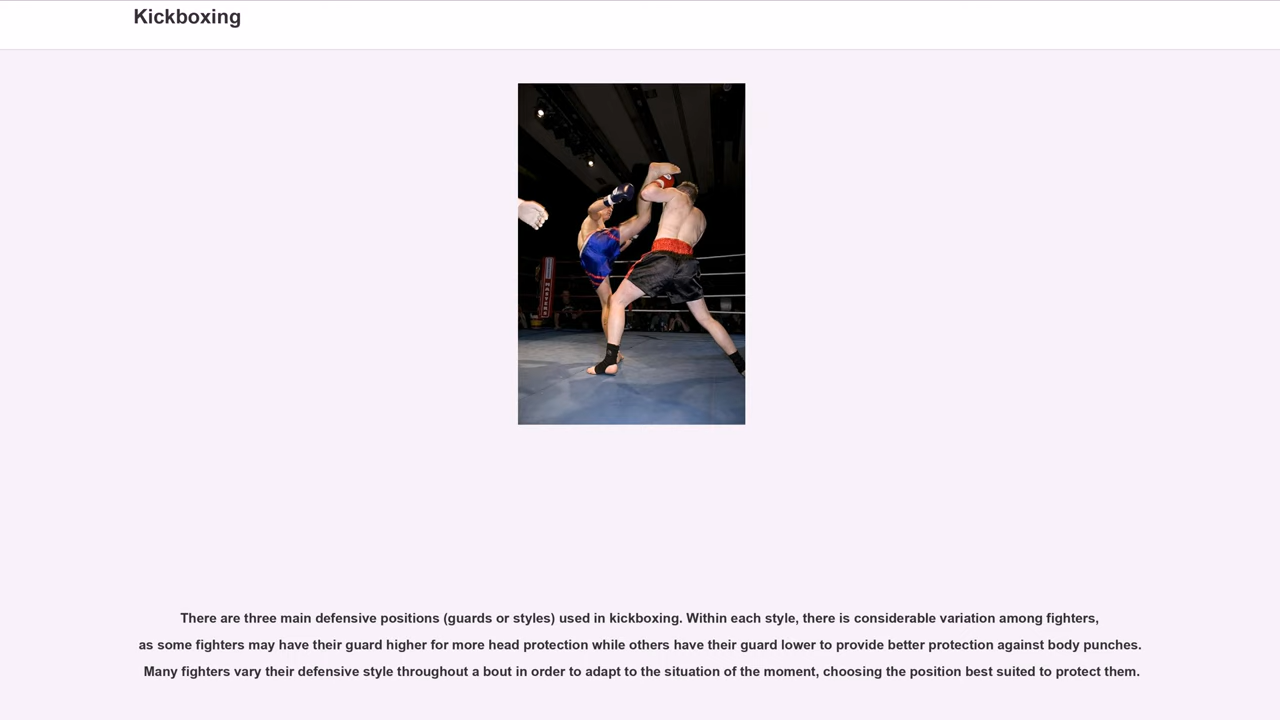 Kickboxing
MASTERS
There are three main defensive positions (guards or styles) used in kickboxing. Within each style, there is considerable variation among fighters,
as some fighters may have their guard higher for more head protection while others have their guard lower to provide better protection against body punches.
Many fighters vary their defensive style throughout a bout in order to adapt to the situation of the moment, choosing the position best suited to protect them.